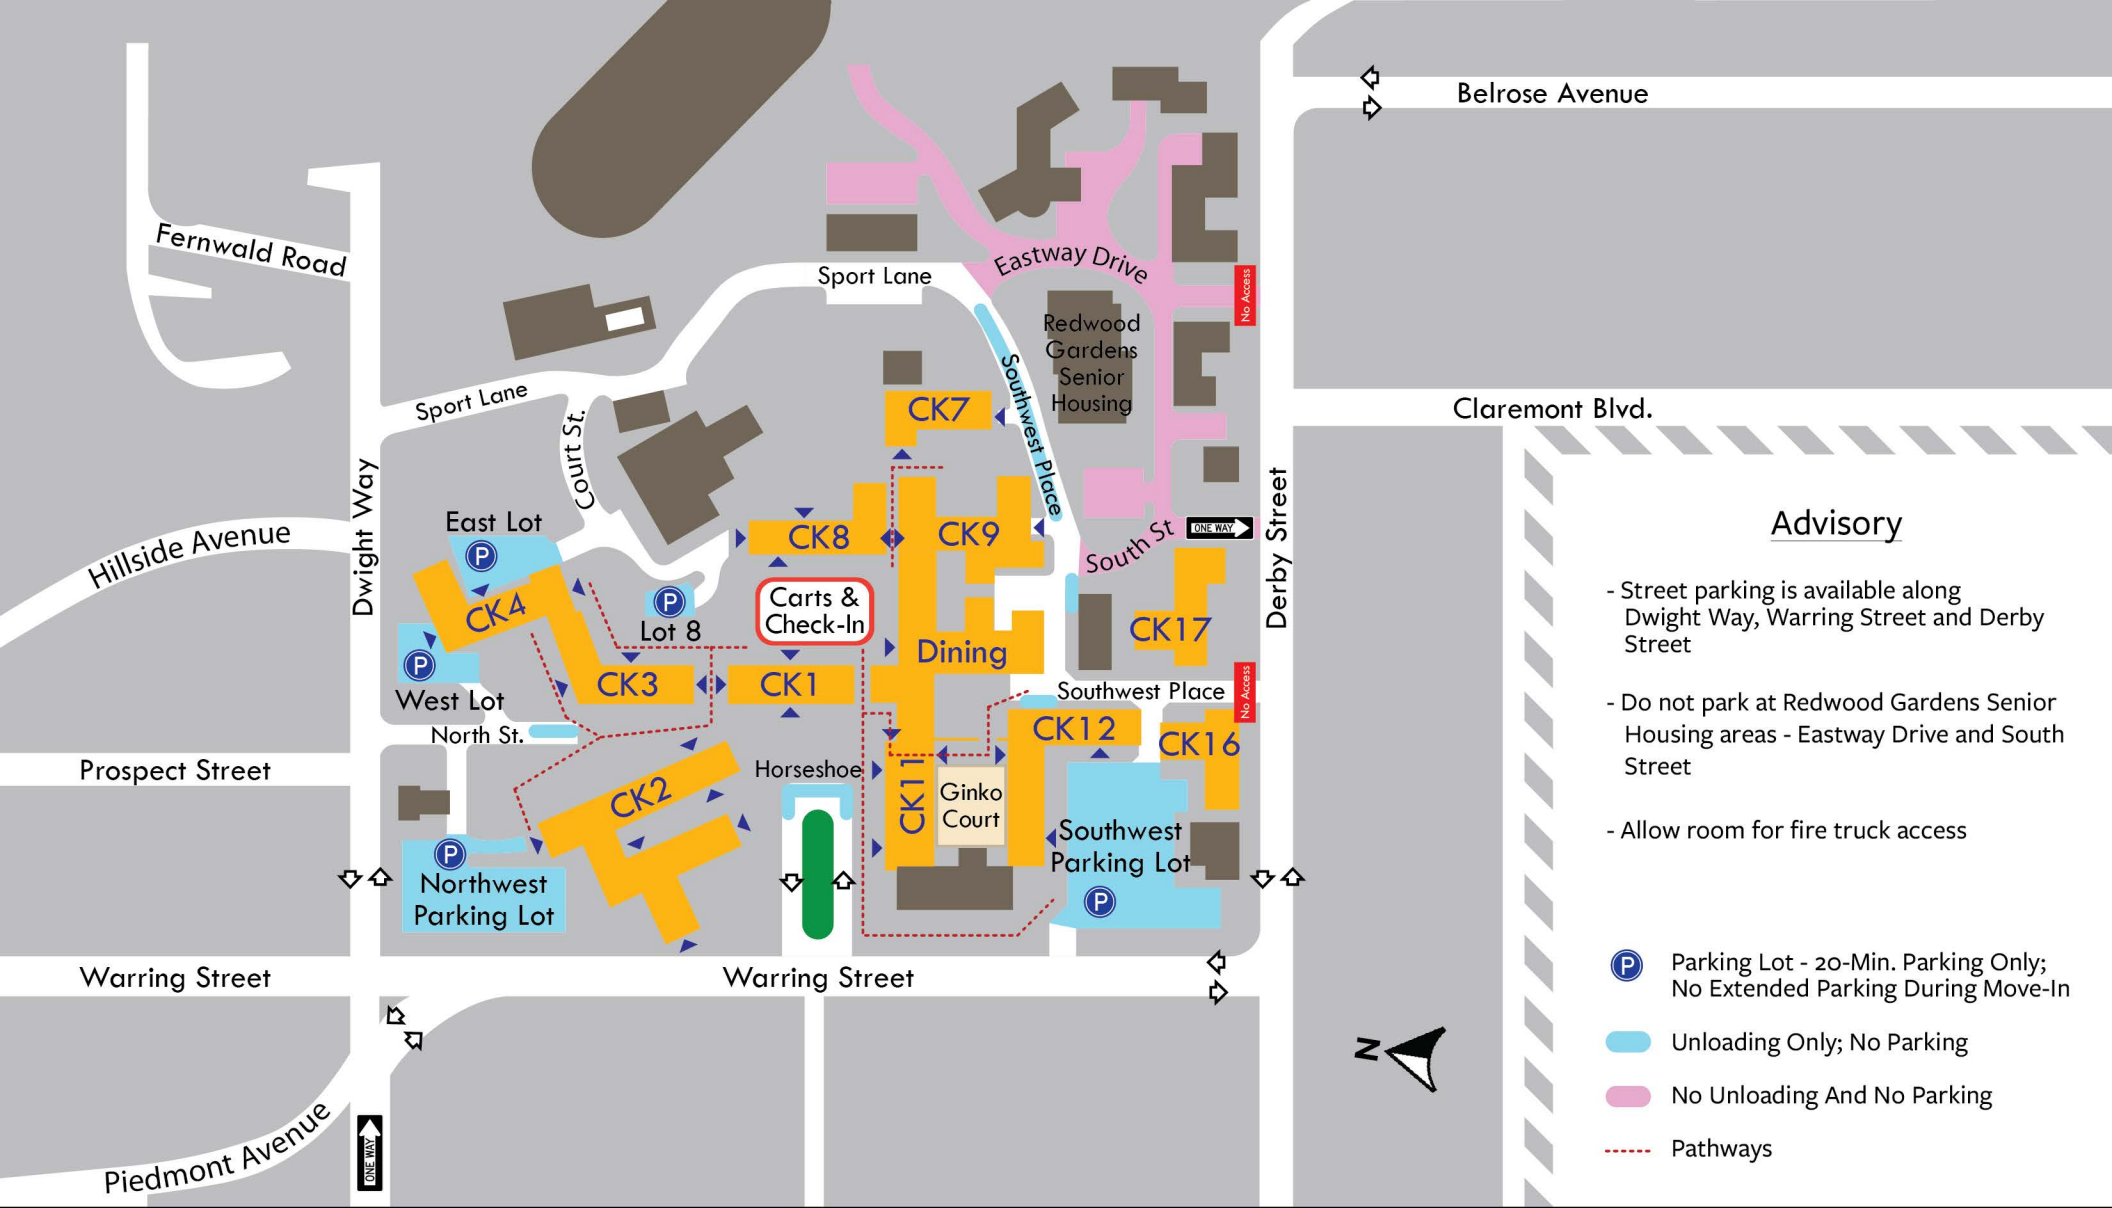 Belrose Avenue
Fernwald Road
Sport Lane
Eastway Drive
No Access
Redwood
Gardens
Senior
Housing
Southwest Place
Sport Lane
Court St.
CK7
Claremont Blvd.
Dwight Way
Hillside Avenue
East Lot
P
CK4
CK8
CK9
South St
ONE WAY
Derby Street
P
Lot 8
Carts &
Check-In
Dining
CK17
P
West Lot
CK3
CK1
Southwest Place
No Access
North St.
CK12
CK16
Prospect Street
Horseshoe
CK2
CK11
Ginko
Court
Southwest
Parking Lot
P
P
Northwest
Parking Lot
Warring Street
Warring Street
Piedmont Avenue
ONE WAY
N
Advisory
- Street parking is available along
Dwight Way, Warring Street and Derby
Street
- Do not park at Redwood Gardens Senior
Housing areas - Eastway Drive and South
Street
- Allow room for fire truck access
P
Parking Lot - 20-Min. Parking Only;
No Extended Parking During Move-In
Unloading Only; No Parking
No Unloading And No Parking
Pathways